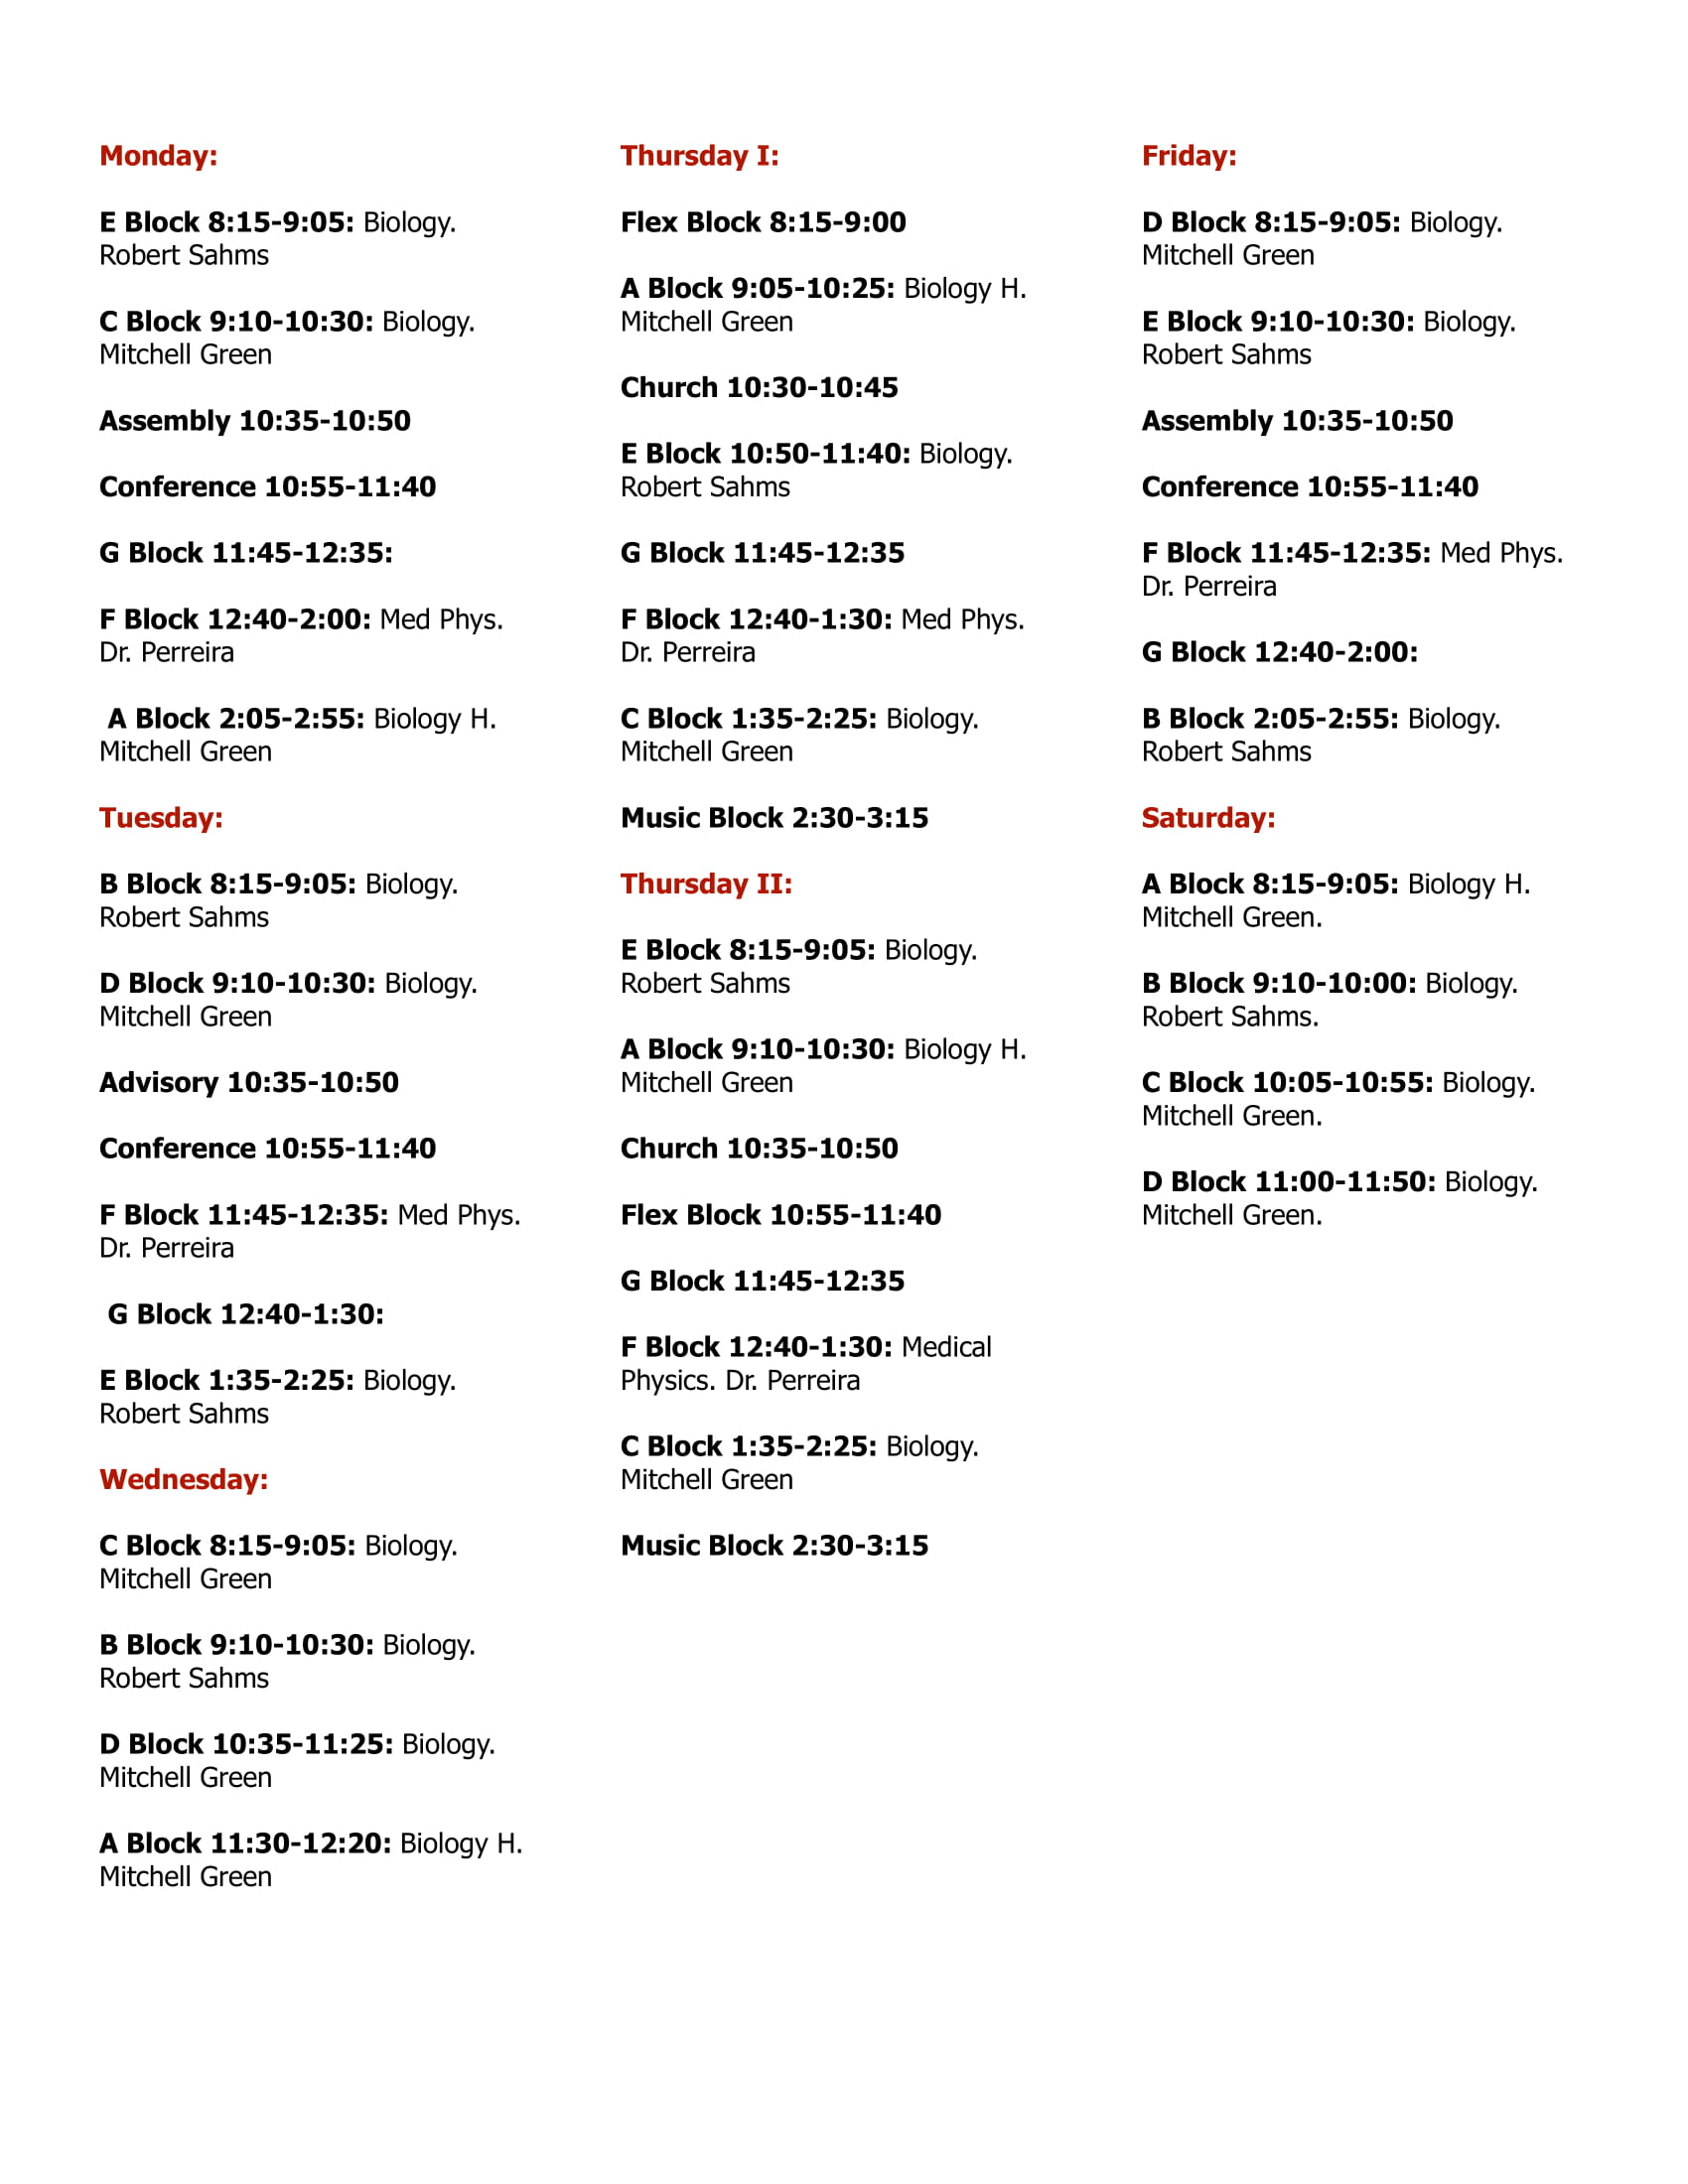 Monday:
E Block 8:15-9:05: Biology.
Robert Sahms
C Block 9:10-10:30: Biology.
Mitchell Green
Assembly 10:35-10:50
Conference 10:55-11:40
G Block 11:45-12:35:
F Block 12:40-2:00: Med Phys.
Dr. Perreira
A Block 2:05-2:55: Biology H.
Mitchell Green
Tuesday:
B Block 8:15-9:05: Biology.
Robert Sahms
D Block 9:10-10:30: Biology.
Mitchell Green
Advisory 10:35-10:50
Conference 10:55-11:40
F Block 11:45-12:35: Med Phys.
Dr. Perreira
G Block 12:40-1:30:
E Block 1:35-2:25: Biology.
Robert Sahms
Wednesday:
C Block 8:15-9:05: Biology.
Mitchell Green
B Block 9:10-10:30: Biology.
Robert Sahms
D Block 10:35-11:25: Biology.
Mitchell Green
A Block 11:30-12:20: Biology H.
Mitchell Green
Thursday I:
Flex Block 8:15-9:00
A Block 9:05-10:25: Biology H.
Mitchell Green
Church 10:30-10:45
E Block 10:50-11:40: Biology.
Robert Sahms
G Block 11:45-12:35
F Block 12:40-1:30: Med Phys.
Dr. Perreira
C Block 1:35-2:25: Biology.
Mitchell Green
Music Block 2:30-3:15
Thursday II:
E Block 8:15-9:05: Biology.
Robert Sahms
A Block 9:10-10:30: Biology H.
Mitchell Green
Church 10:35-10:50
Flex Block 10:55-11:40
G Block 11:45-12:35
F Block 12:40-1:30: Medical
Physics. Dr. Perreira
C Block 1:35-2:25: Biology.
Mitchell Green
Music Block 2:30-3:15
Friday:
D Block 8:15-9:05: Biology.
Mitchell Green
E Block 9:10-10:30: Biology.
Robert Sahms
Assembly 10:35-10:50
Conference 10:55-11:40
F Block 11:45-12:35: Med Phys.
Dr. Perreira
G Block 12:40-2:00:
B Block 2:05-2:55: Biology.
Robert Sahms
Saturday:
A Block 8:15-9:05: Biology H.
Mitchell Green.
B Block 9:10-10:00: Biology.
Robert Sahms.
C Block 10:05-10:55: Biology.
Mitchell Green.
D Block 11:00-11:50: Biology.
Mitchell Green.